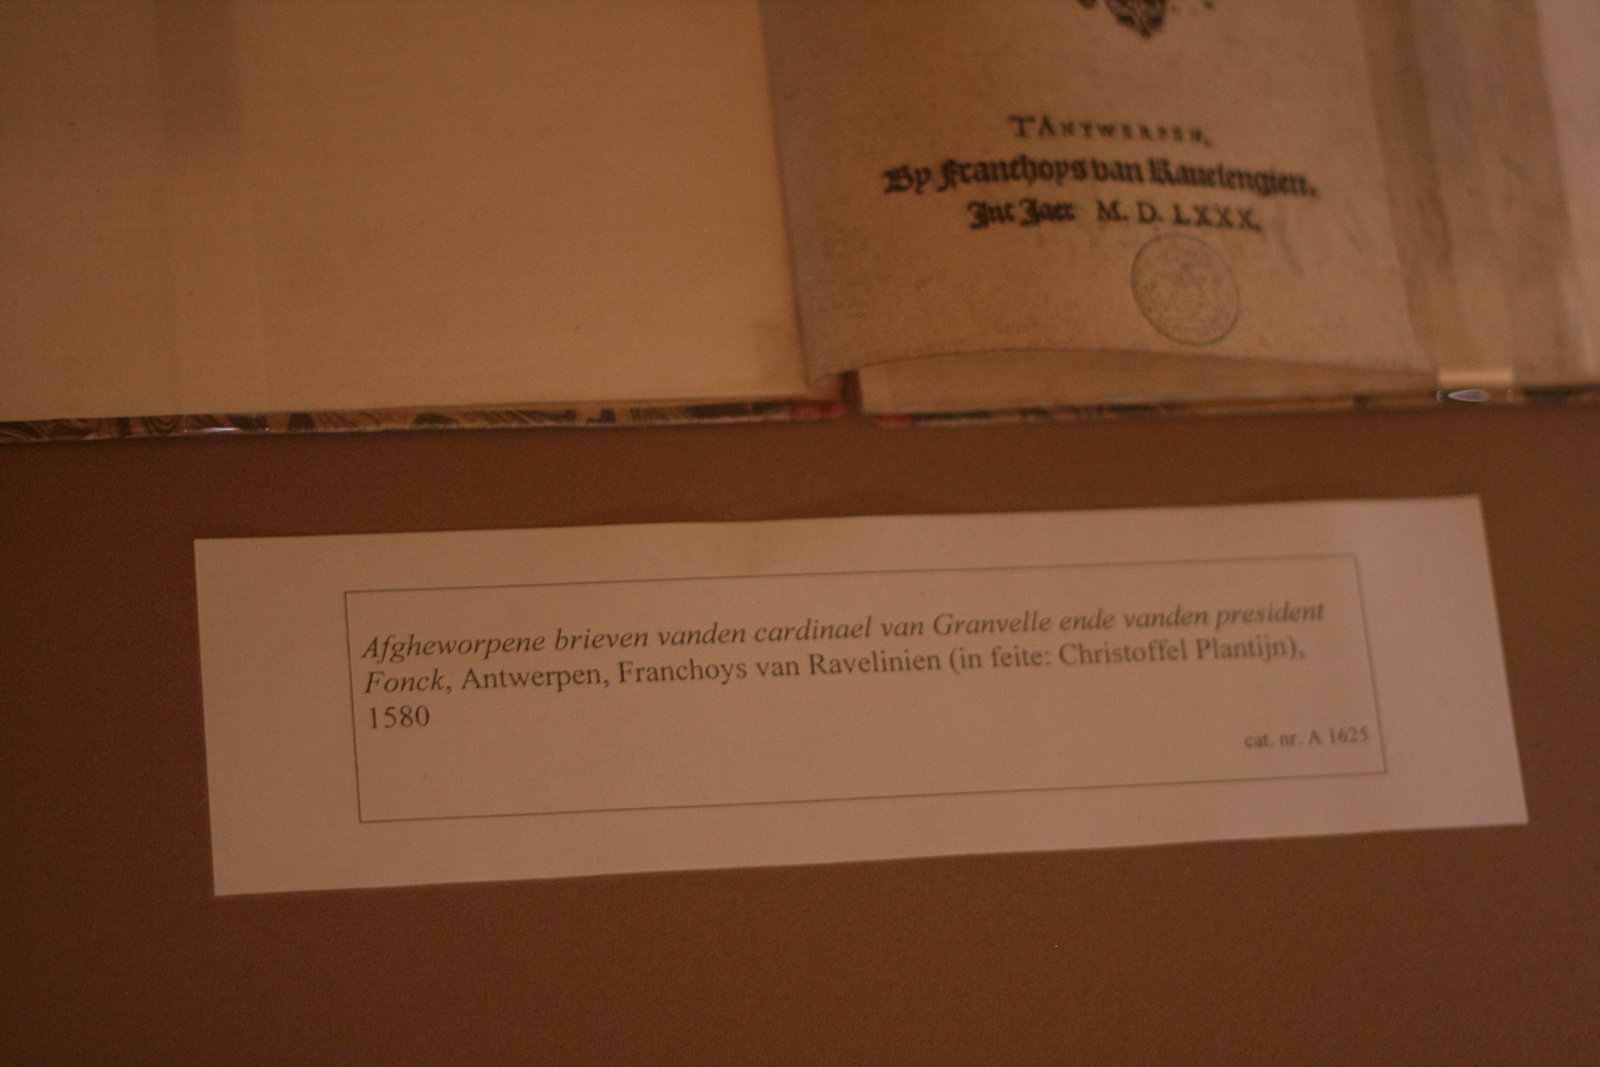 T'ANTWERPEN,
By Franchoys van Rauelengien.
Int Jaer M. D. LXXX.
Afgheworpene brieven vanden cardinael van Granvelle ende vanden president
Fonck, Antwerpen, Franchoys van Ravelinien (in feite: Christoffel Plantijn),
1580
cat. nr. A 1625